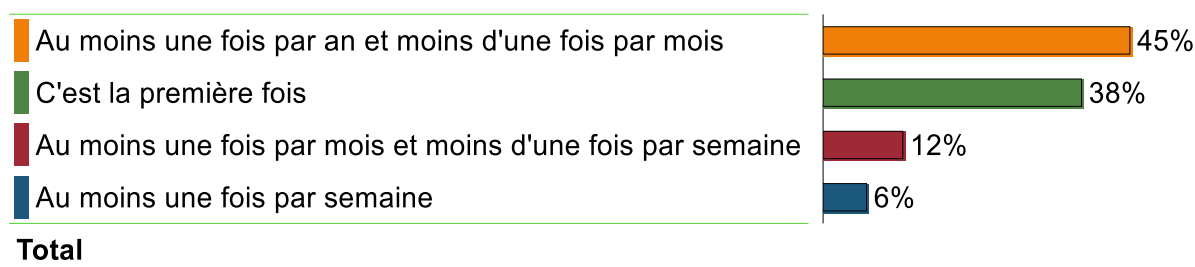 Au moins une fois par an et moins d'une fois par mois 45%
C'est la première fois 38%
Au moins une fois par mois et moins d'une fois par semaine 12%
Au moins une fois par semaine 6%
Total